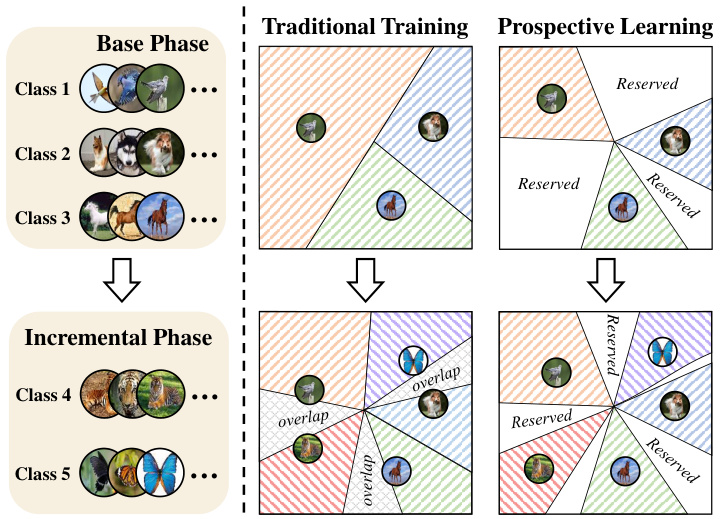 Base Phase
Class 1
Class 2
Class 3
Incremental Phase
Class 4
Class 5
Traditional Training
overlap
overlap
overlap
Prospective Learning
Reserved
Reserved
Reserved
Reserved
Reserved
Reserved